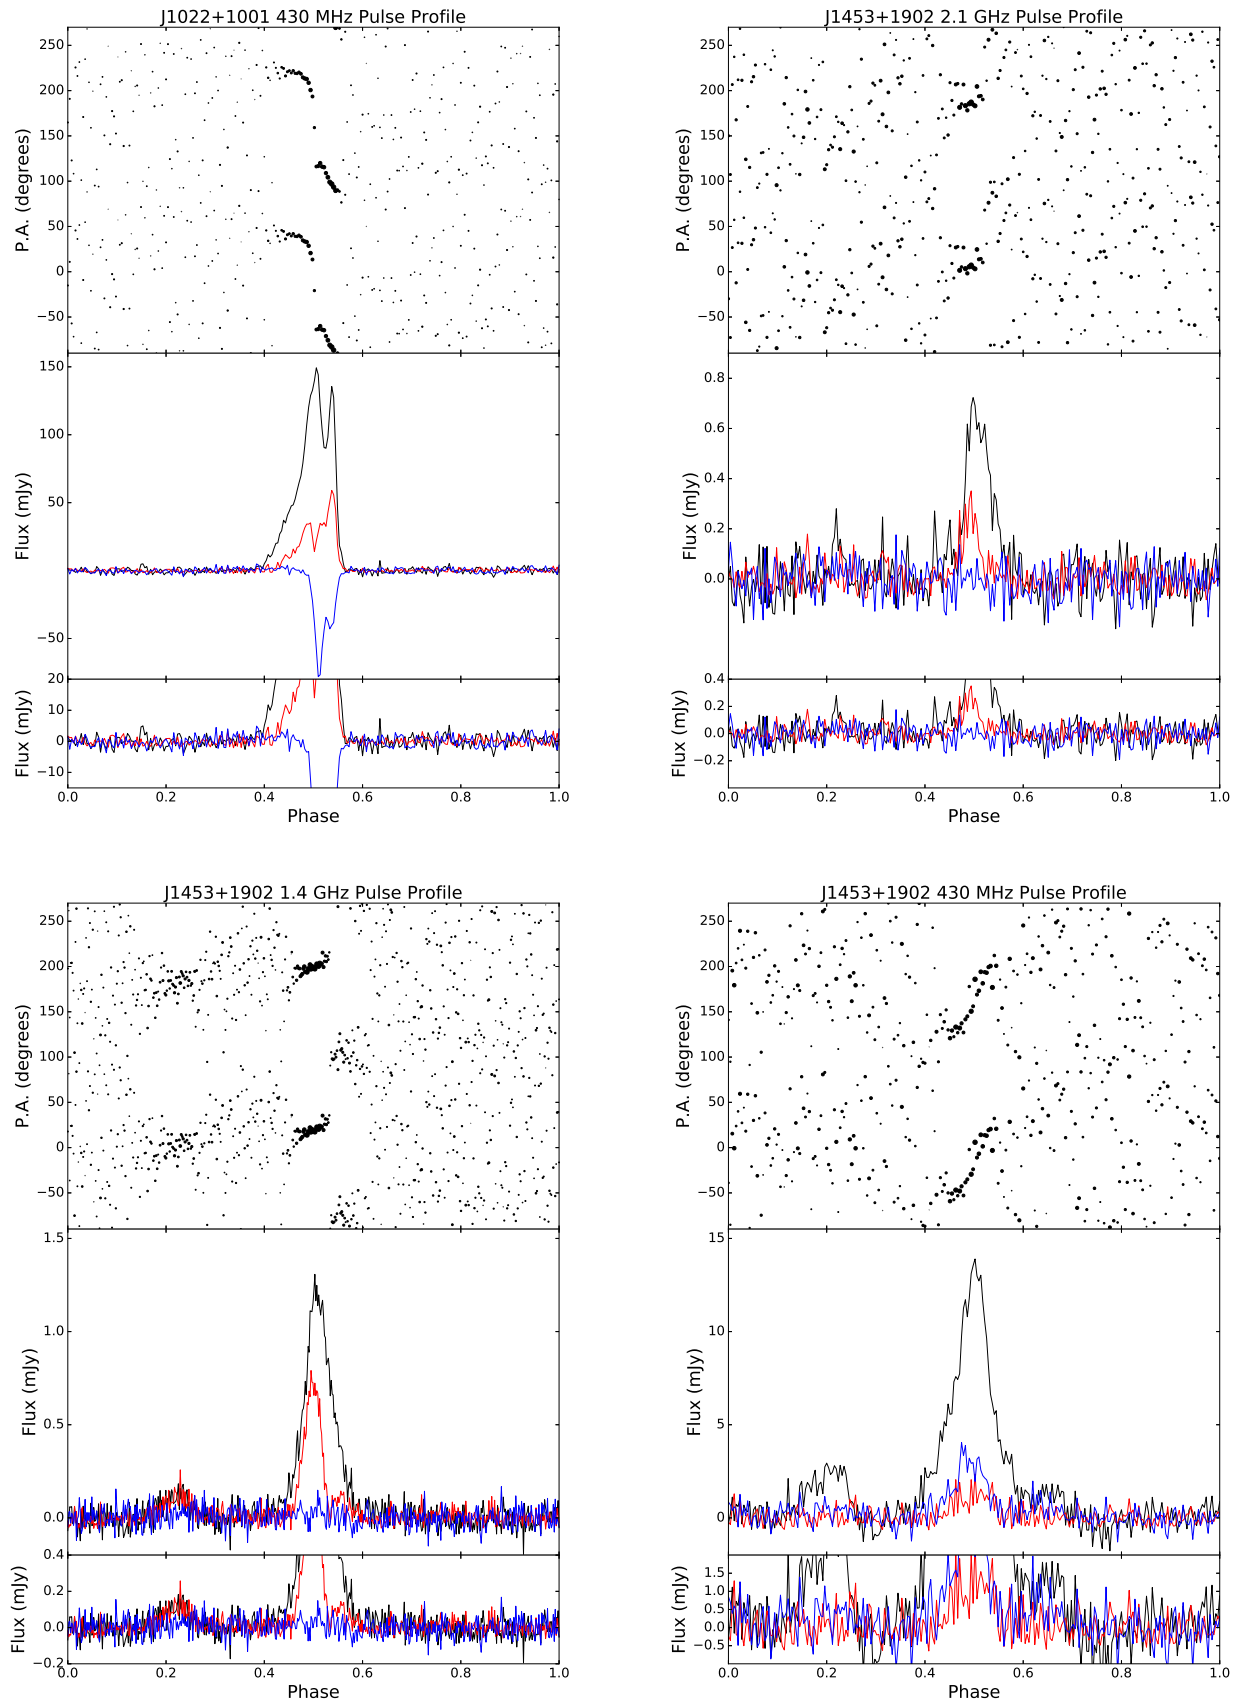 J1022+1001 430 MHz Pulse Profile
250
200
150
100
50
0
−50
P.A. (degrees)
150
100
50
−50
Flux (mJy)
20
10
0
−10
Flux (mJy)
0.0 0.2 0.4 0.6 0.8 1.0
Phase
J1453+1902 2.1 GHz Pulse Profile
250
200
150
100
50
0
−50
P.A. (degrees)
0.8
0.6
0.4
0.2
0.0
Flux (mJy)
0.4
0.2
0.0
−0.2
Flux (mJy)
0.0 0.2 0.4 0.6 0.8 1.0
Phase
J1453+1902 1.4 GHz Pulse Profile
250
200
150
100
50
0
−50
P.A. (degrees)
1.5
1.0
0.5
0.0
Flux (mJy)
0.4
0.2
0.0
−0.2
Flux (mJy)
0.0 0.2 0.4 0.6 0.8 1.0
Phase
J1453+1902 430 MHz Pulse Profile
250
200
150
100
50
0
−50
P.A. (degrees)
15
10
5
0
Flux (mJy)
1.5
1.0
0.5
0.0
−0.5
Flux (mJy)
0.0 0.2 0.4 0.6 0.8 1.0
Phase